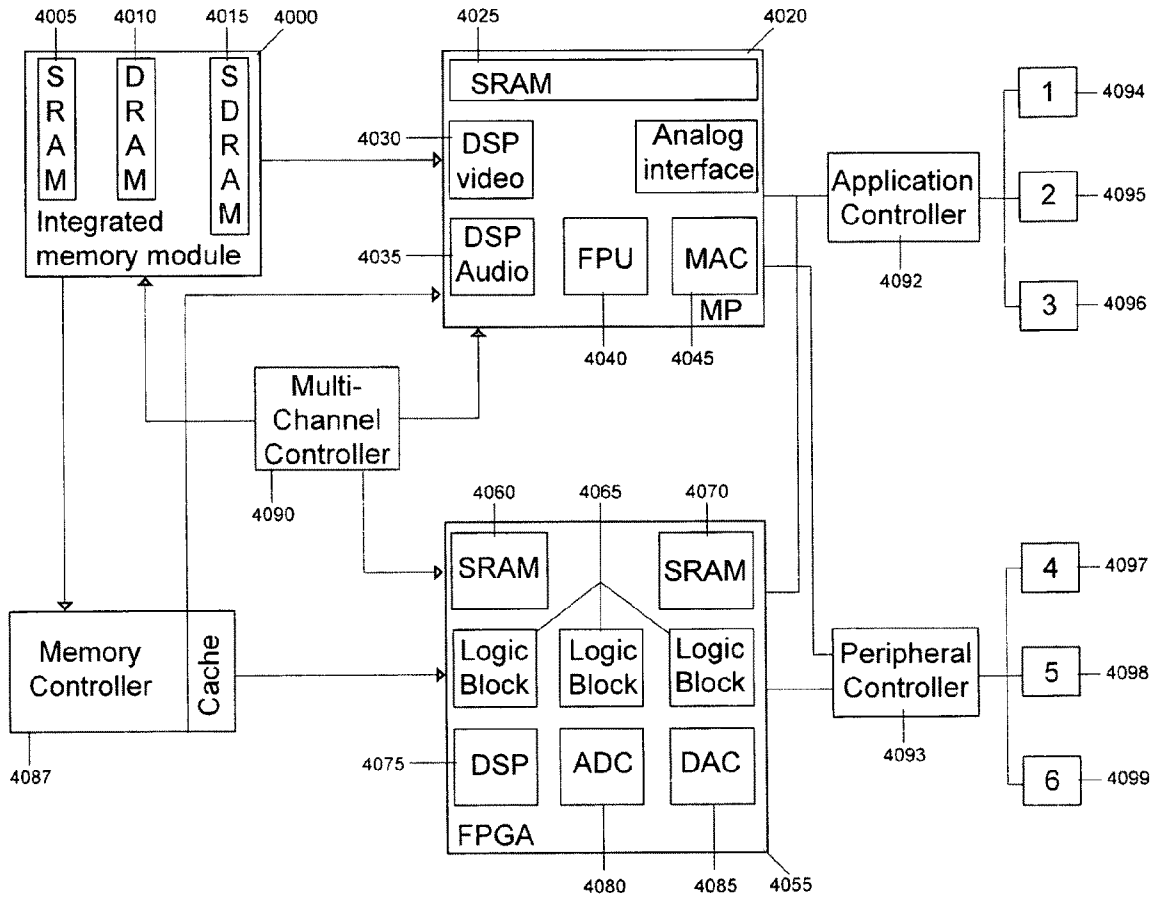 4005
4010
4015
4000
SRAM
DRAM
SDRAM
Integrated
memory module
4025
4020
SRAM
4030
DSP
video
Analog
interface
4035
DSP
Audio
FPU
MAC
MP
4040
4045
Application
Controller
4092
1
4094
2
4095
3
4096
Multi-
Channel
Controller
4090
4060
4065
4070
SRAM
SRAM
Logic
Block
Logic
Block
Logic
Block
4075
DSP
ADC
DAC
FPGA
4080
4085
4055
Memory
Controller
Cache
4087
Peripheral
Controller
4093
4
4097
5
4098
6
4099